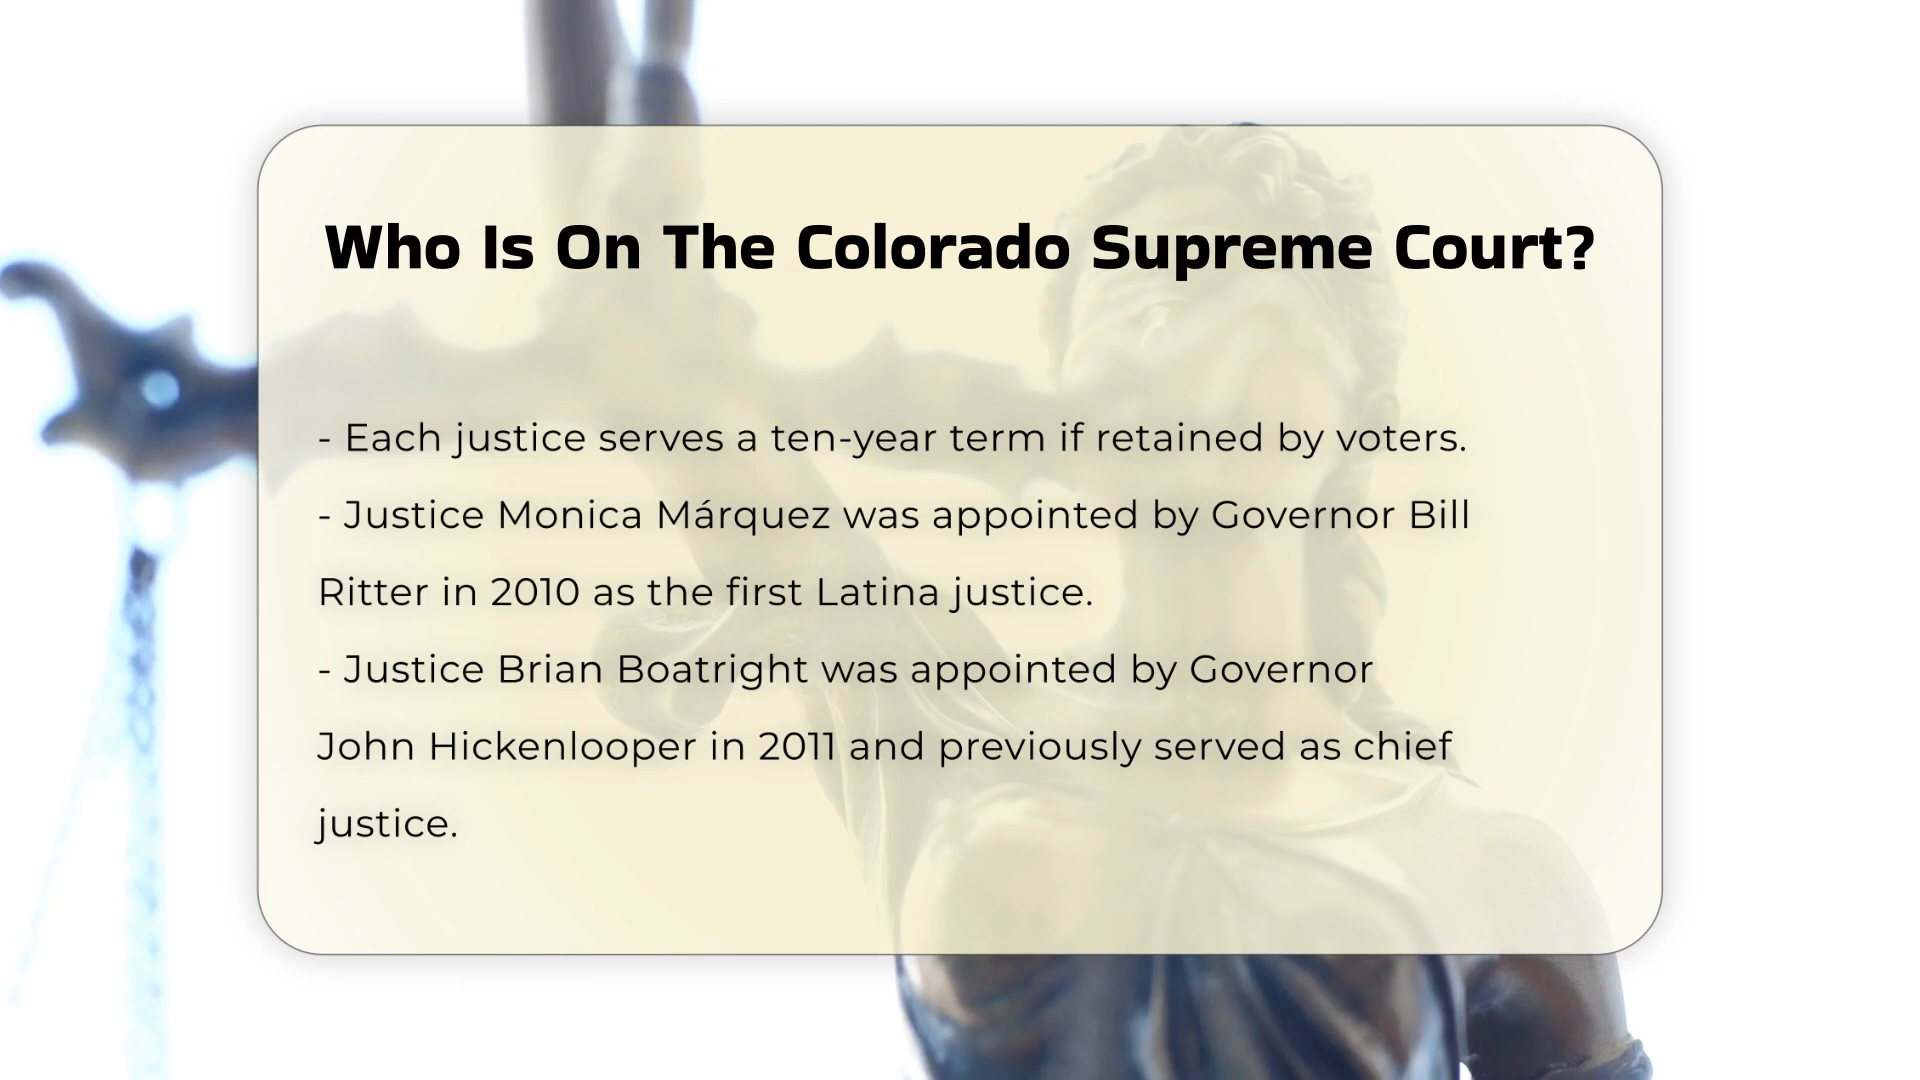 Who Is On The Colorado Supreme Court?
- Each justice serves a ten-year term if retained by voters.
- Justice Monica Márquez was appointed by Governor Bill
Ritter in 2010 as the first Latina justice.
- Justice Brian Boatright was appointed by Governor
John Hickenlooper in 2011 and previously served as chief
justice.